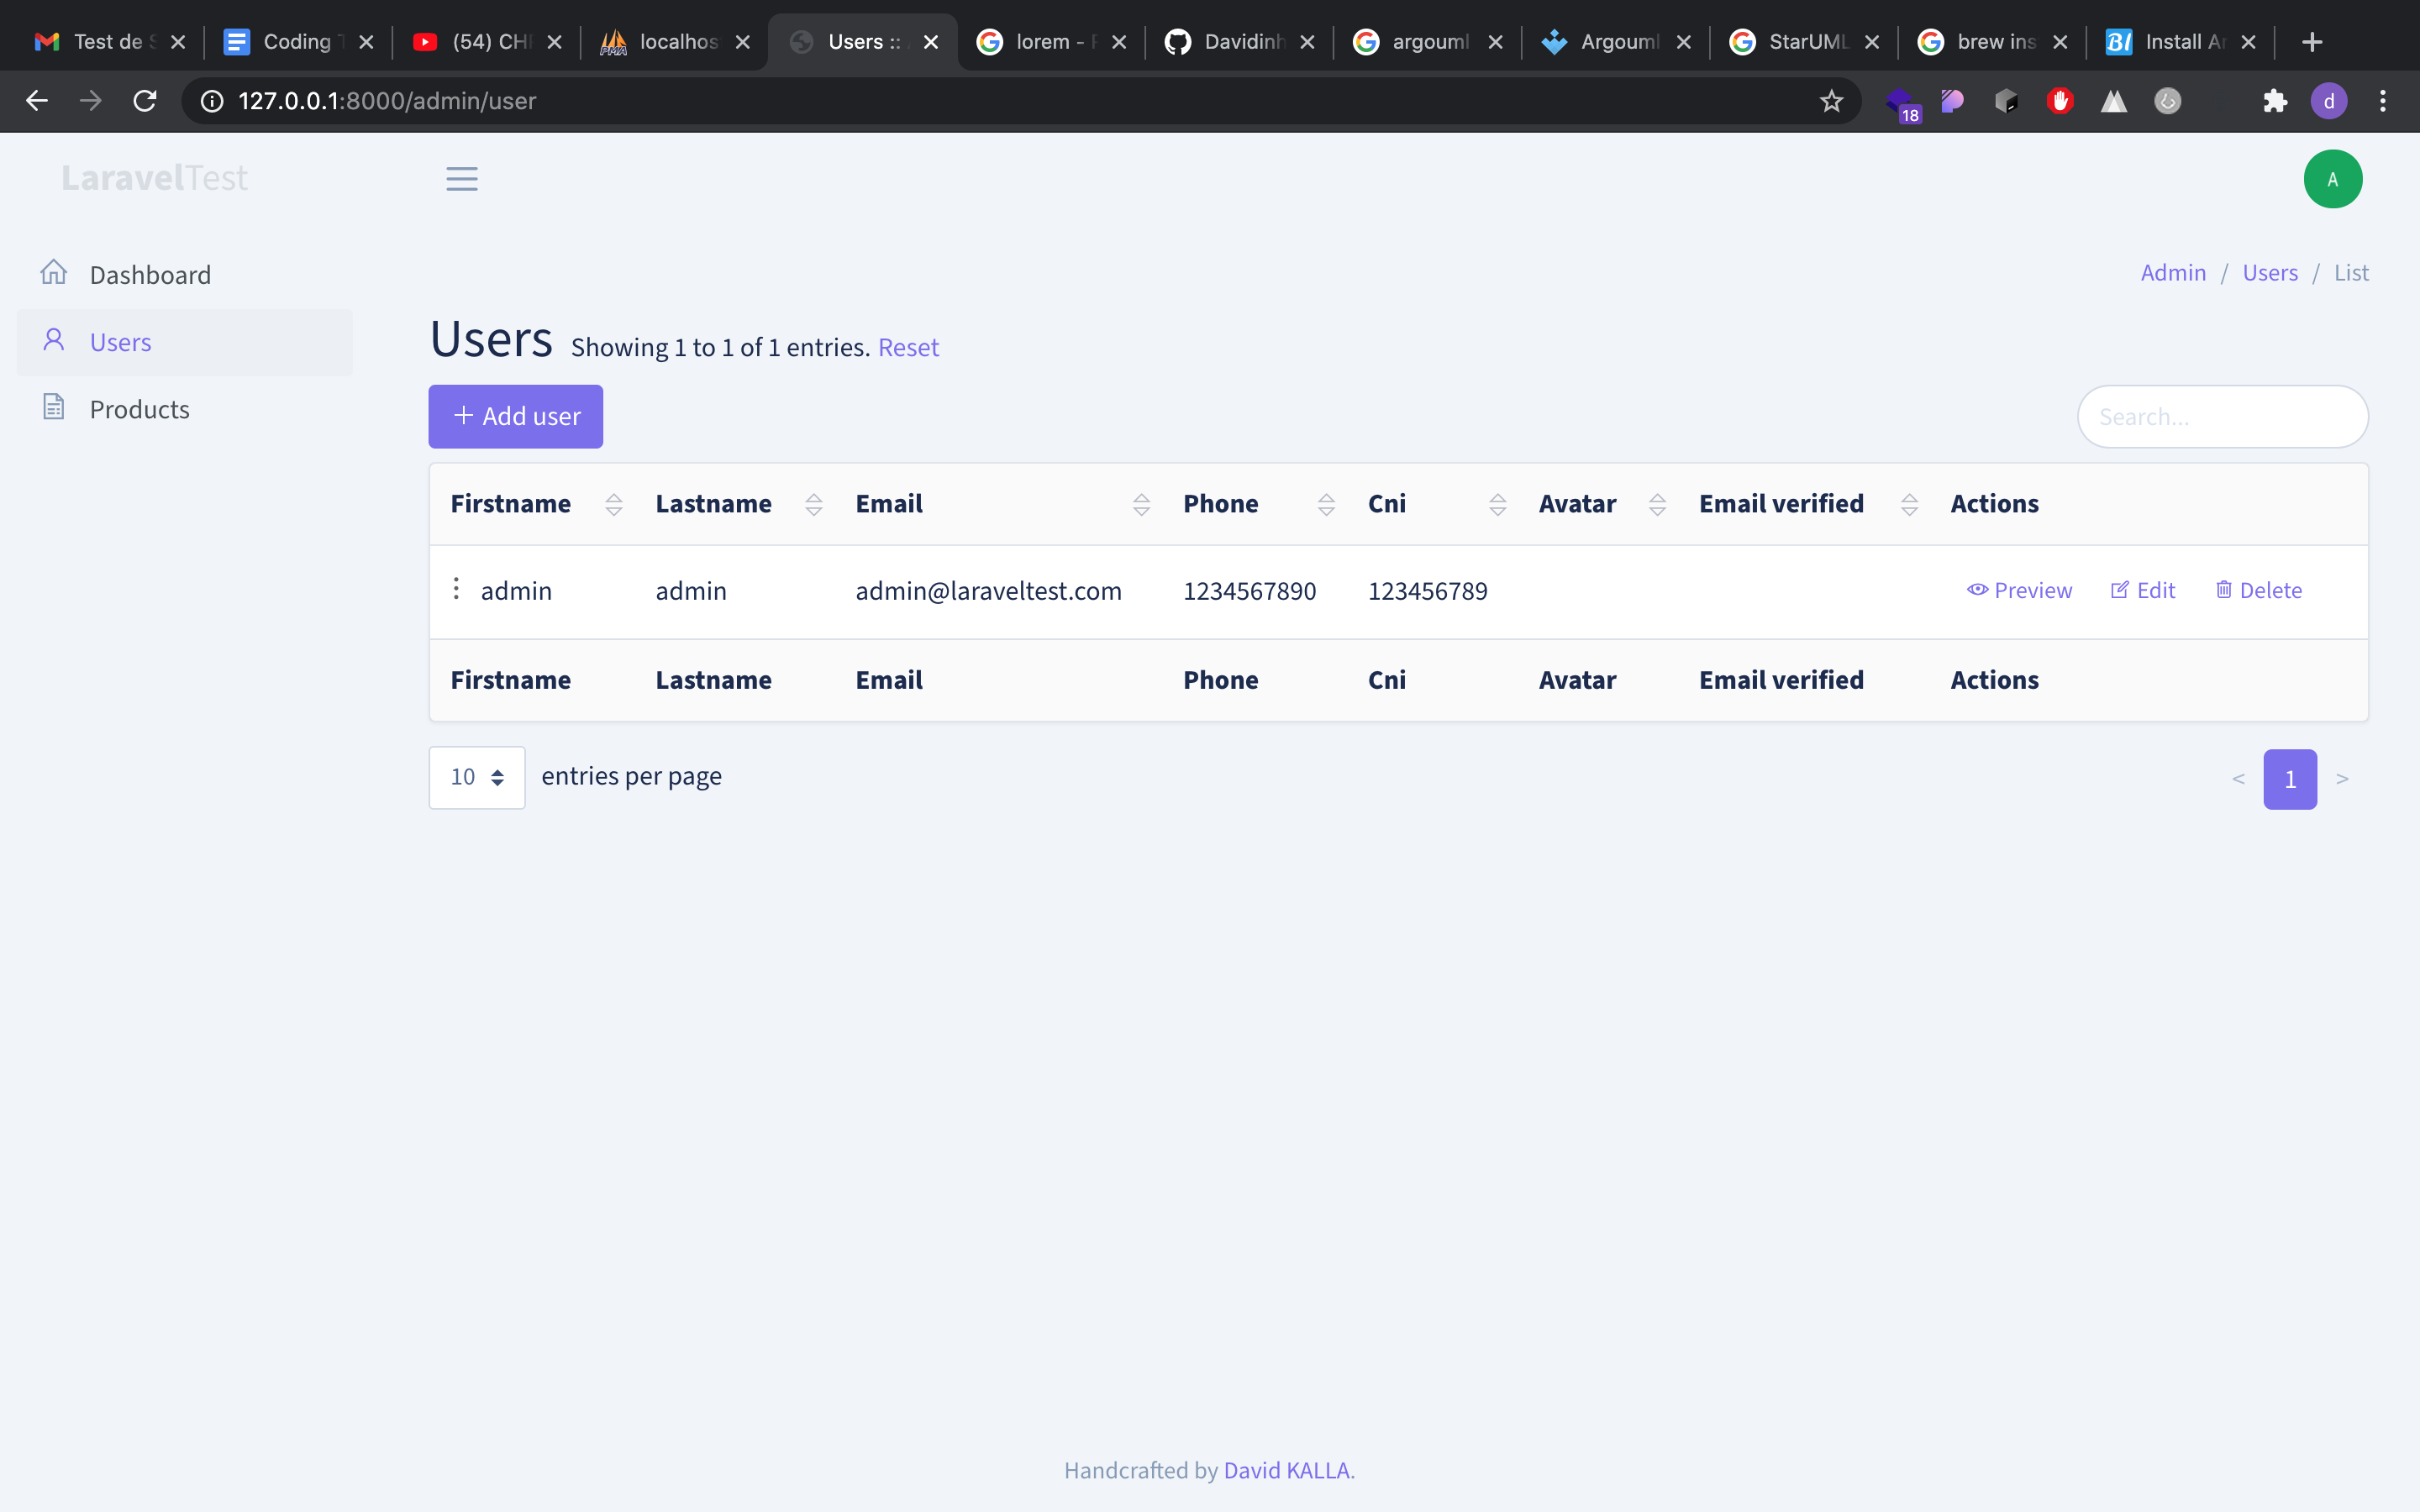 Test de Coding (54) CH localhos Users :: lorem - Davidinh argouml Argouml StarUML brew ins Install Ar
127.0.0.1:8000/admin/user 18 d
LaravelTest A
Dashboard
Admin / Users / List
Users
Users Showing 1 to 1 of 1 entries. Reset
Products
+ Add user Search...
Firstname Lastname Email Phone Cni Avatar Email verified Actions
admin admin admin@laraveltest.com 1234567890 123456789 Preview Edit Delete
Firstname Lastname Email Phone Cni Avatar Email verified Actions
10 entries per page < 1 >
Handcrafted by David KALLA.